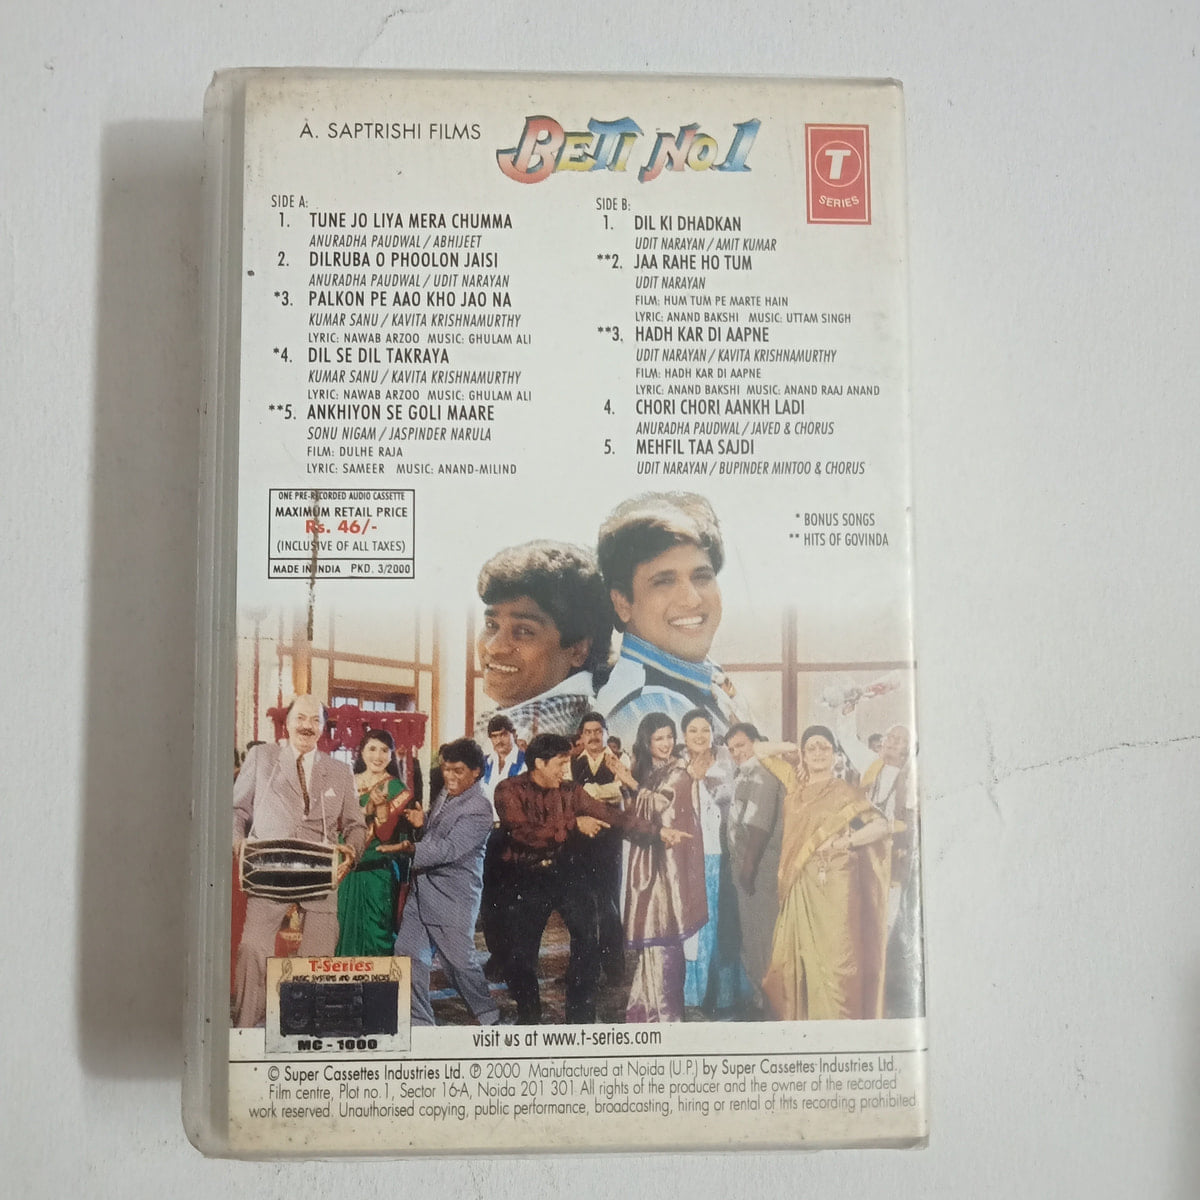 A. SAPTRISHI FILMS
BETI NO 1
T
SERIES
SIDE A:
1. TUNE JO LIYA MERA CHUMMA
ANURADHA PAUDWAL / ABHIJEET
2. DILRUBA O PHOOLON JAISI
ANURADHA PAUDWAL / UDIT NARAYAN
*3. PALKON PE AAO KHO JAO NA
KUMAR SANU / KAVITA KRISHNAMURTHY
LYRIC: NAWAB ARZOO MUSIC: GHULAM ALI
*4. DIL SE DIL TAKRAYA
KUMAR SANU / KAVITA KRISHNAMURTHY
LYRIC: NAWAB ARZOO MUSIC: GHULAM ALI
**5. ANKHIYON SE GOLI MAARE
SONU NIGAM / JASPINDER NARULA
FILM: DULHE RAJA
LYRIC: SAMEER MUSIC: ANAND-MILIND
SIDE B:
1. DIL KI DHADKAN
UDIT NARAYAN / AMIT KUMAR
**2. JAA RAHE HO TUM
UDIT NARAYAN
FILM: HUM TUM PE MARTE HAIN
LYRIC: ANAND BAKSHI MUSIC: UTTAM SINGH
**3. HADH KAR DI AAPNE
UDIT NARAYAN / KAVITA KRISHNAMURTHY
FILM: HADH KAR DI AAPNE
LYRIC: ANAND BAKSHI MUSIC: ANAND RAAJ ANAND
4. CHORI CHORI AANKH LADI
ANURADHA PAUDWAL / JAVED & CHORUS
5. MEHFIL TAA SAJDI
UDIT NARAYAN / BUPINDER MINTOO & CHORUS
* BONUS SONGS
** HITS OF GOVINDA
ONE PRE-RECORDED AUDIO CASSETTE
MAXIMUM RETAIL PRICE
Rs. 46/-
(INCLUSIVE OF ALL TAXES)
MADE IN INDIA PKD. 3/2000
T-Series
MUSIC SYSTEMS AND AUDIO DECKS
MC - 1000
visit us at www.t-series.com
© Super Cassettes Industries Ltd. ℗ 2000 Manufactured at Noida (U.P.) by Super Cassettes Industries Ltd.,
Film centre, Plot no.1, Sector 16-A, Noida 201 301 All rights of the producer and the owner of the recorded
work reserved. Unauthorised copying, public performance, broadcasting, hiring or rental of this recording prohibited